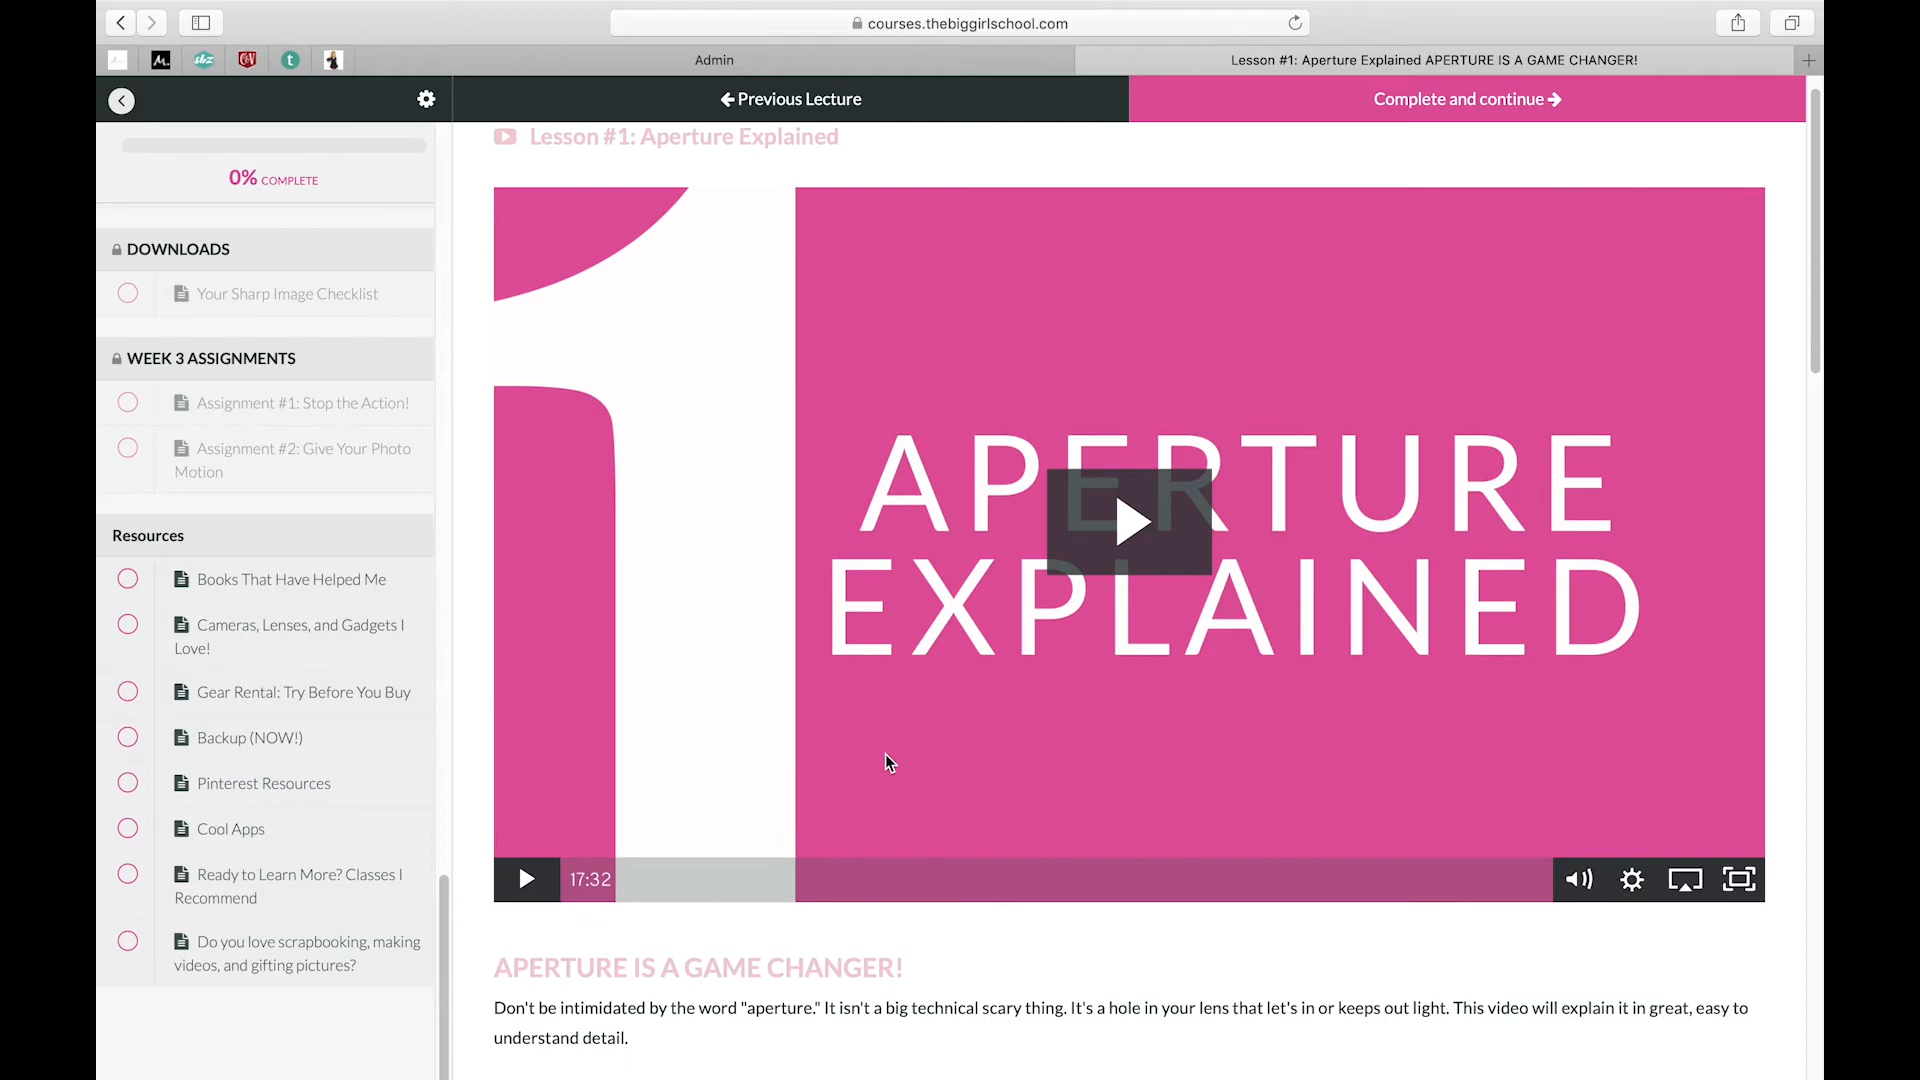 courses.thebiggirlschool.com
M.
sbz
t
Admin
Lesson #1: Aperture Explained APERTURE IS A GAME CHANGER!
Previous Lecture
Complete and continue
0% COMPLETE
DOWNLOADS
Your Sharp Image Checklist
WEEK 3 ASSIGNMENTS
Assignment #1: Stop the Action!
Assignment #2: Give Your Photo
Motion
Resources
Books That Have Helped Me
Cameras, Lenses, and Gadgets I
Love!
Gear Rental: Try Before You Buy
Backup (NOW!)
Pinterest Resources
Cool Apps
Ready to Learn More? Classes I
Recommend
Do you love scrapbooking, making
videos, and gifting pictures?
Lesson #1: Aperture Explained
1
APERTURE
EXPLAINED
17:32
APERTURE IS A GAME CHANGER!
Don't be intimidated by the word "aperture." It isn't a big technical scary thing. It's a hole in your lens that let's in or keeps out light. This video will explain it in great, easy to
understand detail.